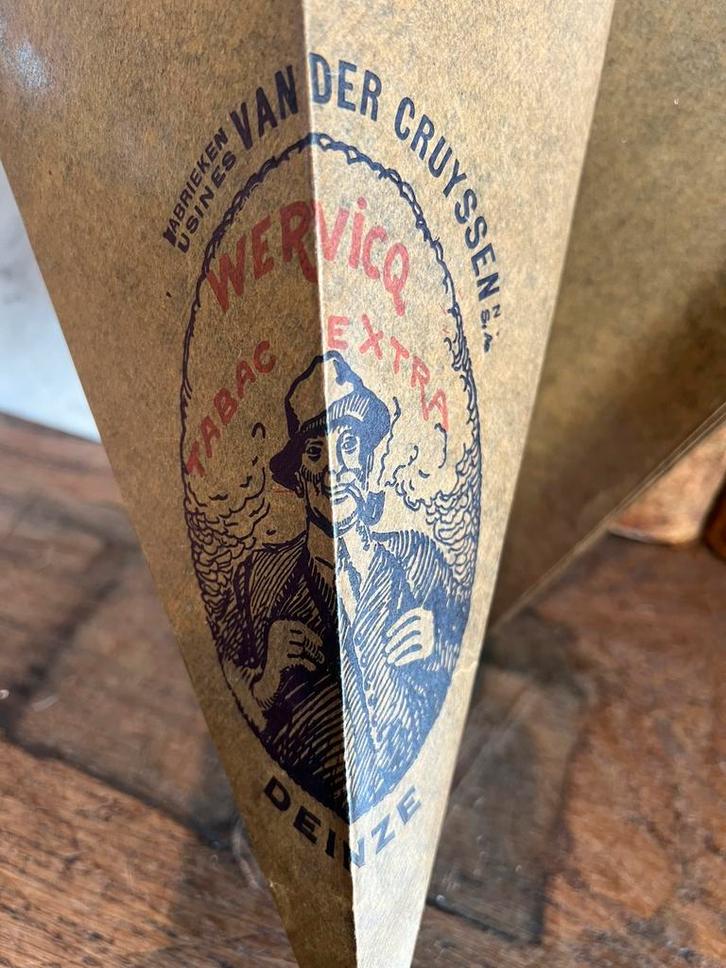 FABRIEKEN
USINES
VAN DER CRUYSSEN
N.V.
S.A.
WERVICQ
TABAC EXTRA
DEINZE